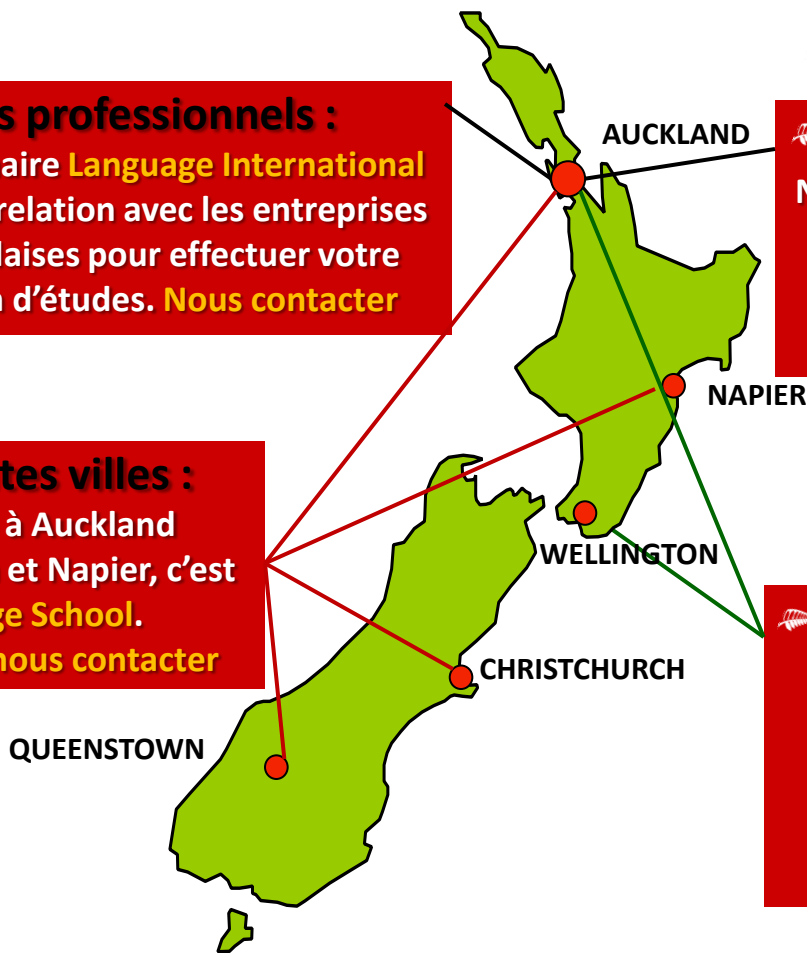 s professionnels :
aire Language International
relation avec les entreprises
laises pour effectuer votre
d'études. Nous contacter
AUCKLAND
N
NAPIER
tes villes :
à Auckland
et Napier, c'est
ge School.
nous contacter
WELLINGTON
CHRISTCHURCH
QUEENSTOWN